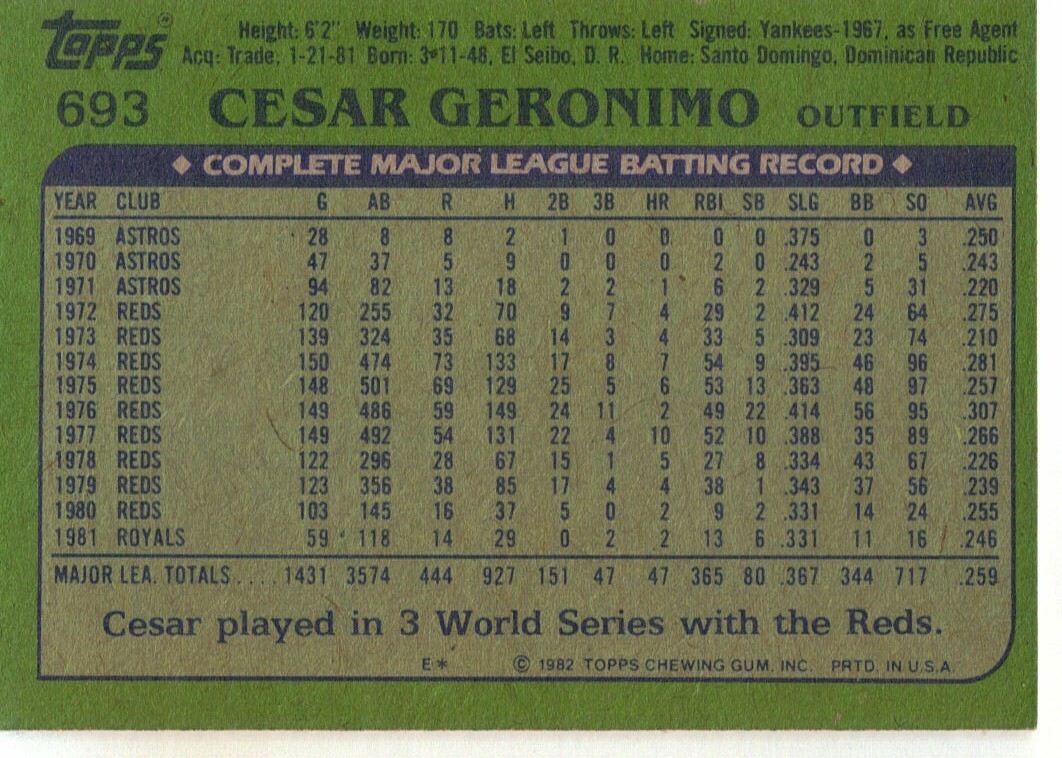 topps® Height: 6'2" Weight: 170 Bats: Left Throws: Left Signed: Yankees-1967, as Free Agent
Acq: Trade, 1-21-81 Born: 3-11-48, El Seibo, D. R. Home: Santo Domingo, Dominican Republic
693 CESAR GERONIMO OUTFIELD
◆ COMPLETE MAJOR LEAGUE BATTING RECORD ◆
YEAR CLUB G AB R H 2B 3B HR RBI SB SLG BB SO AVG
1969 ASTROS 28 8 8 2 1 0 0 0 0 .375 0 3 .250
1970 ASTROS 47 37 5 9 0 0 0 2 0 .243 2 5 .243
1971 ASTROS 94 82 13 18 2 2 1 6 2 .329 5 31 .220
1972 REDS 120 255 32 70 9 7 4 29 2 .412 24 64 .275
1973 REDS 139 324 35 68 14 3 4 33 5 .309 23 74 .210
1974 REDS 150 474 73 133 17 8 7 54 9 .395 46 96 .281
1975 REDS 148 501 69 129 25 5 6 53 13 .363 48 97 .257
1976 REDS 149 486 59 149 24 11 2 49 22 .414 56 95 .307
1977 REDS 149 492 54 131 22 4 10 52 10 .388 35 89 .266
1978 REDS 122 296 28 67 15 1 5 27 8 .334 43 67 .226
1979 REDS 123 356 38 85 17 4 4 38 1 .343 37 56 .239
1980 REDS 103 145 16 37 5 0 2 9 2 .331 14 24 .255
1981 ROYALS 59 118 14 29 0 2 2 13 6 .331 11 16 .246
MAJOR LEA. TOTALS.... 1431 3574 444 927 151 47 47 365 80 .367 344 717 .259
Cesar played in 3 World Series with the Reds.
E* © 1982 TOPPS CHEWING GUM, INC. PRTD. IN U.S.A.